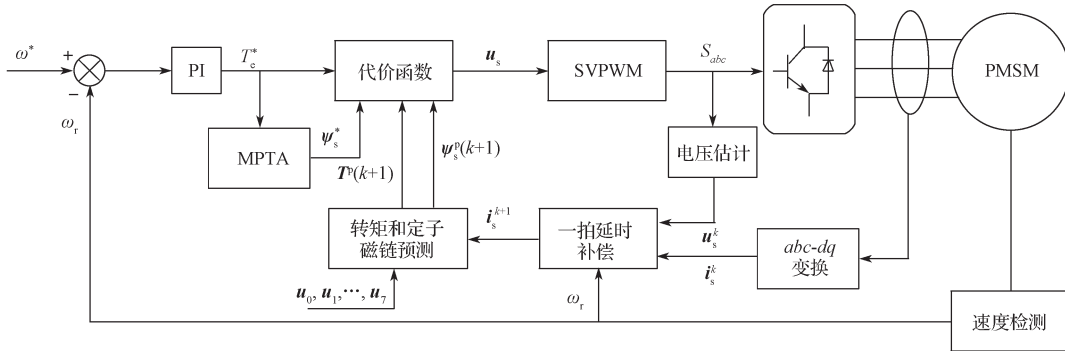 ω*
+
−
ω_r
PI
T_e^*
MPTA
ψ_s^*
代价函数
u_s
SVPWM
S_abc
PMSM
电压估计
T^p(k+1)
ψ_s^p(k+1)
转矩和定子
磁链预测
i_s^{k+1}
一拍延时
补偿
u_s^k
i_s^k
abc-dq
变换
u_0, u_1,⋯, u_7
ω_r
速度检测